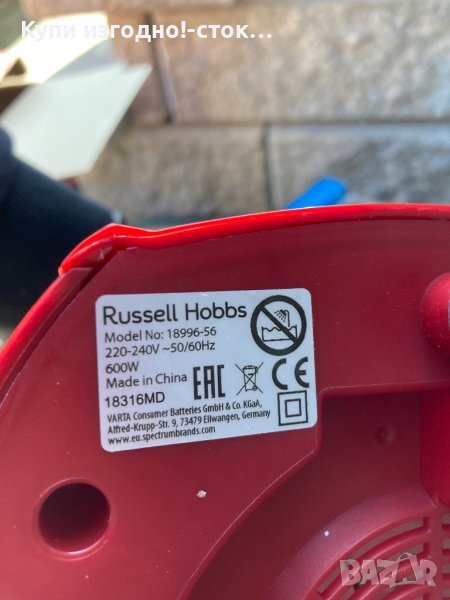 Купи изгодно!-сток...
Russell Hobbs
Model No: 18996-56
220-240V ~50/60Hz
600W
Made in China
18316MD
EAC
CE
VARTA Consumer Batteries GmbH & Co. KGaA,
Alfred-Krupp-Str. 9, 73479 Ellwangen, Germany
www.eu.spectrumbrands.com
BAZAR